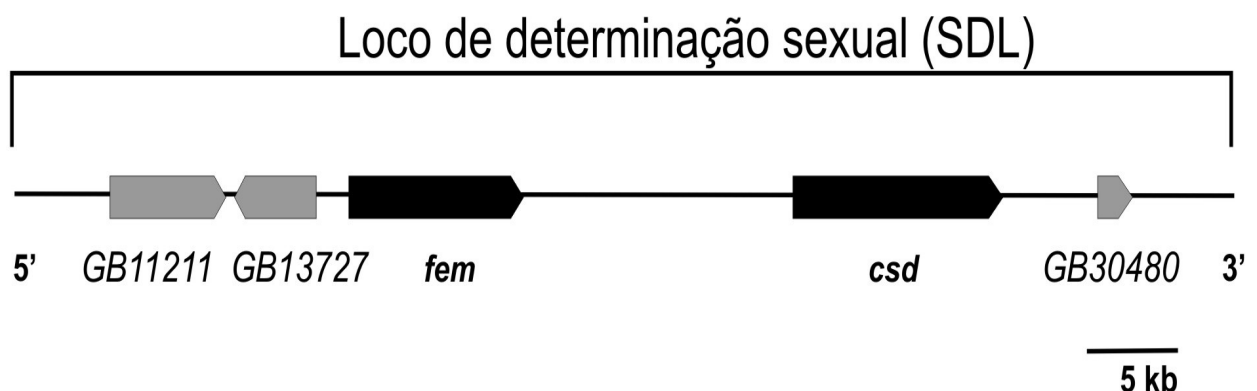 Loco de determinação sexual (SDL)
5’ GB11211 GB13727 fem csd GB30480 3’
5 kb